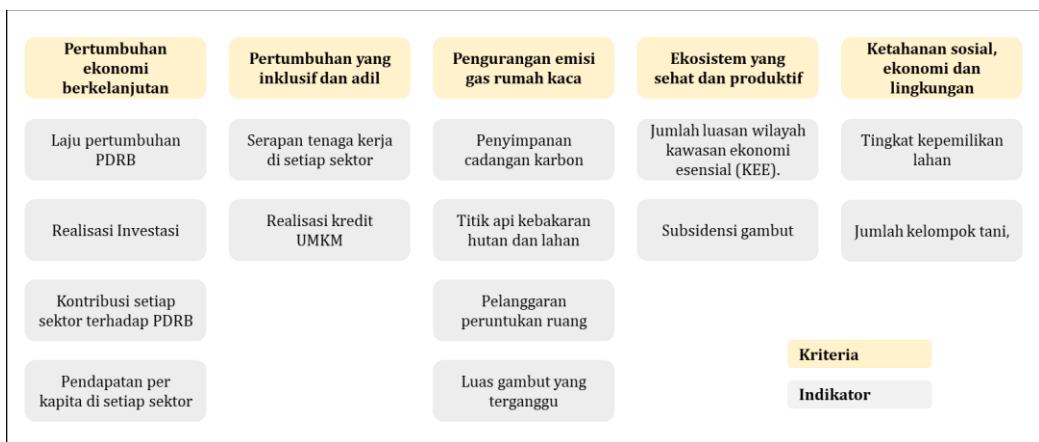 Pertumbuhan
ekonomi
berkelanjutan
Laju pertumbuhan
PDRB
Realisasi Investasi
Kontribusi setiap
sektor terhadap PDRB
Pendapatan per
kapita di setiap sektor
Pertumbuhan yang
inklusif dan adil
Serapan tenaga kerja
di setiap sektor
Realisasi kredit
UMKM
Pengurangan emisi
gas rumah kaca
Penyimpanan
cadangan karbon
Titik api kebakaran
hutan dan lahan
Pelanggaran
peruntukan ruang
Luas gambut yang
terganggu
Ekosistem yang
sehat dan produktif
Jumlah luasan wilayah
kawasan ekonomi
esensial (KEE).
Subsidensi gambut
Ketahanan sosial,
ekonomi dan
lingkungan
Tingkat kepemilikan
lahan
Jumlah kelompok tani,
Kriteria
Indikator